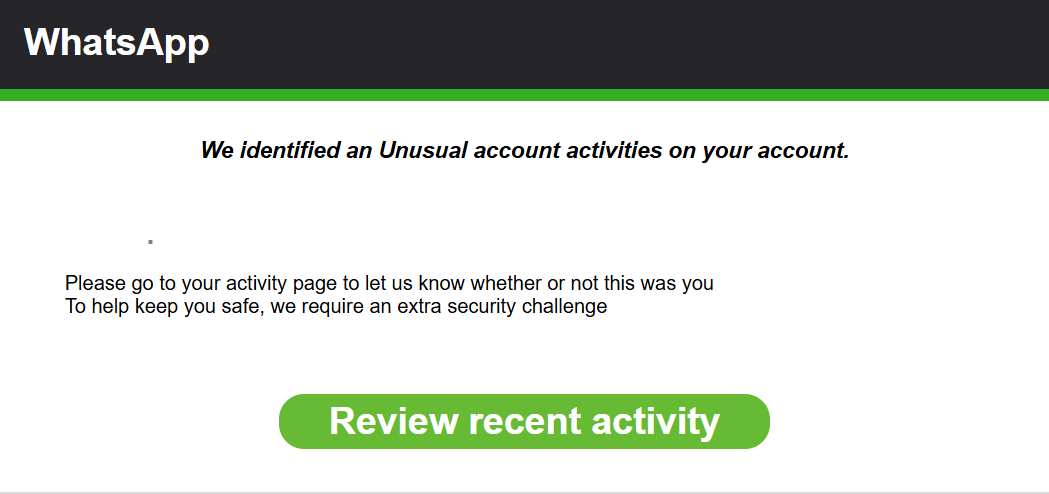 WhatsApp
We identified an Unusual account activities on your account.
.
Please go to your activity page to let us know whether or not this was you
To help keep you safe, we require an extra security challenge
Review recent activity